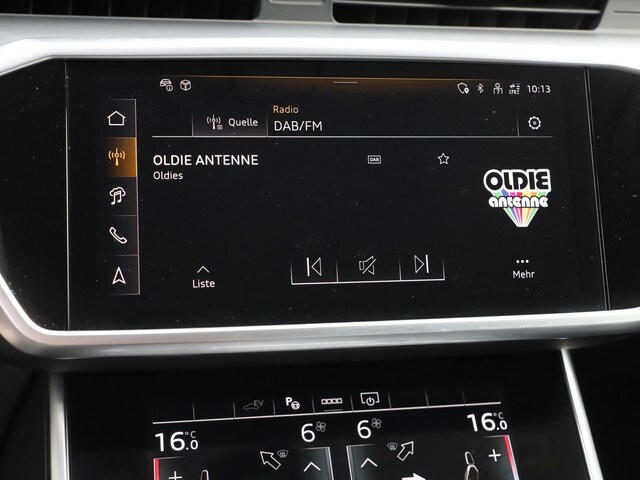 10:13
Radio
Quelle
DAB/FM
OLDIE ANTENNE
DAB
Oldies
OLDIE
antenne
Liste
Mehr
EV
P
16.0 °C
6
6
16.0 °C
+
+